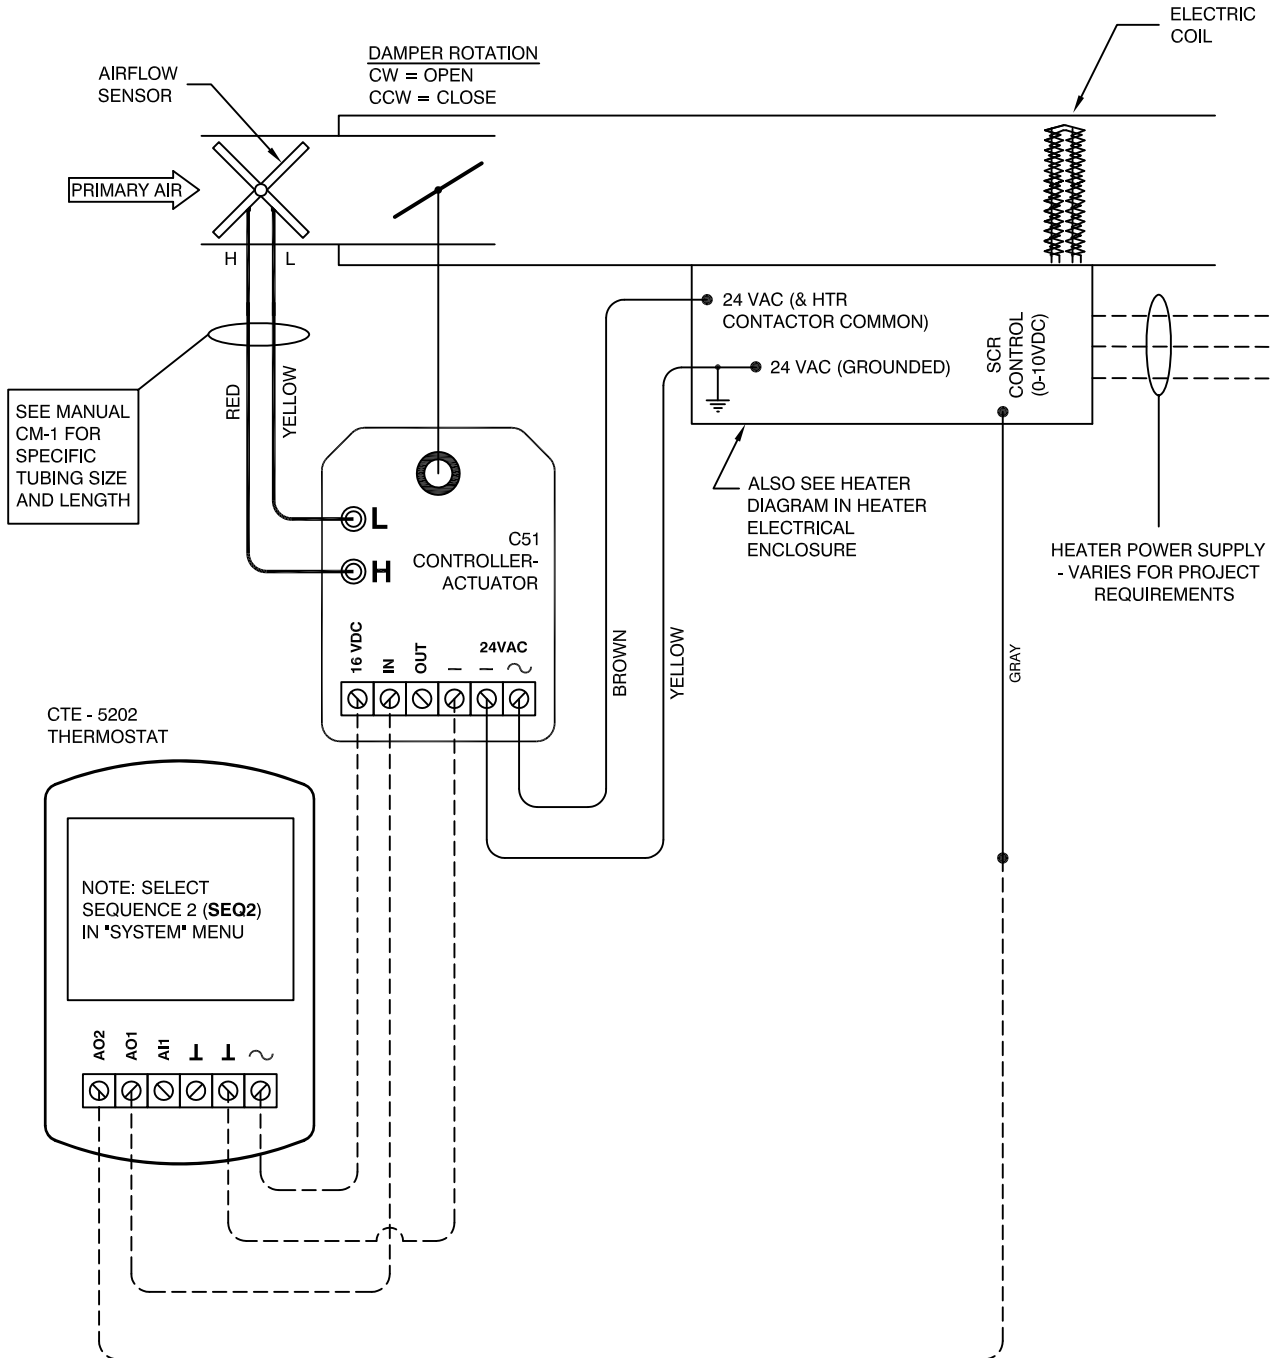 ELECTRIC
COIL
DAMPER ROTATION
CW = OPEN
CCW = CLOSE
AIRFLOW
SENSOR
PRIMARY AIR
H
L
24 VAC (& HTR
CONTACTOR COMMON)
24 VAC (GROUNDED)
SCR
CONTROL
(0-10VDC)
RED
YELLOW
SEE MANUAL
CM-1 FOR
SPECIFIC
TUBING SIZE
AND LENGTH
ALSO SEE HEATER
DIAGRAM IN HEATER
ELECTRICAL
ENCLOSURE
HEATER POWER SUPPLY
- VARIES FOR PROJECT
REQUIREMENTS
L
H
C51
CONTROLLER-
ACTUATOR
16 VDC
IN
OUT
–
24VAC
– ~
BROWN
YELLOW
GRAY
CTE - 5202
THERMOSTAT
NOTE: SELECT
SEQUENCE 2 (SEQ2)
IN "SYSTEM" MENU
AO2
AO1
AI1
⊥ ⊥ ~